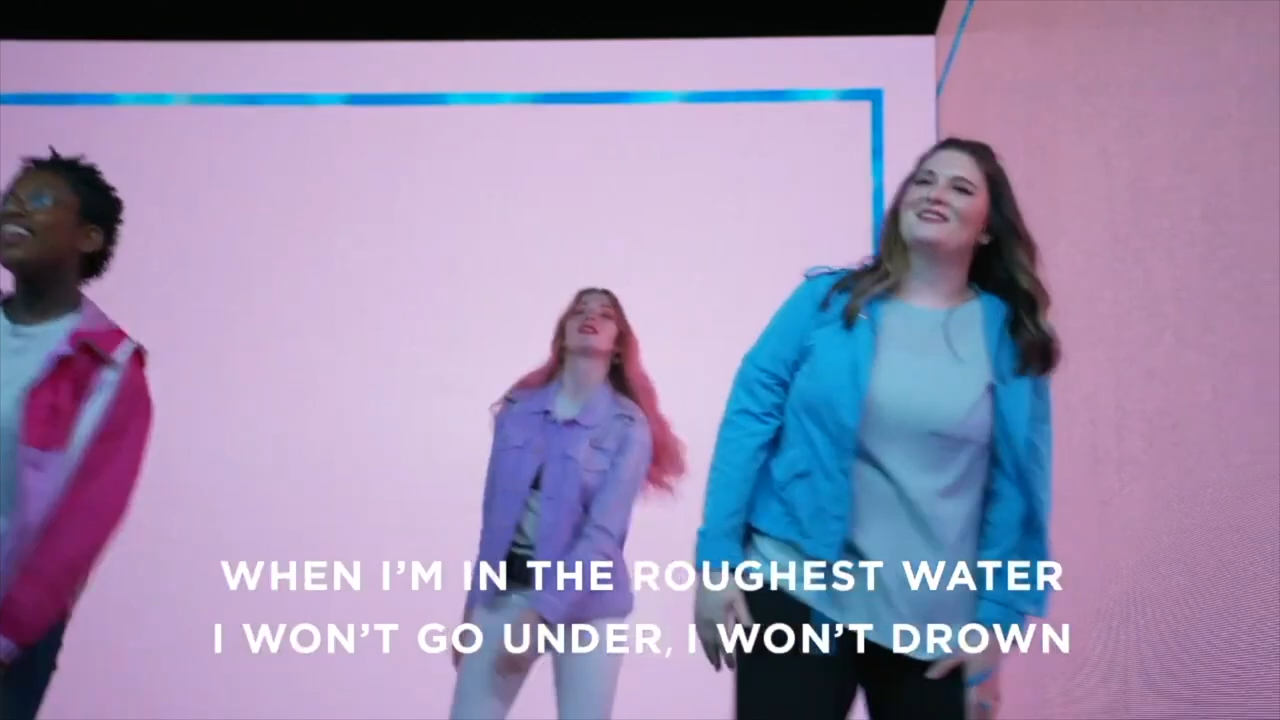 WHEN I'M IN THE ROUGHEST WATER
I WON'T GO UNDER, I WON'T DROWN